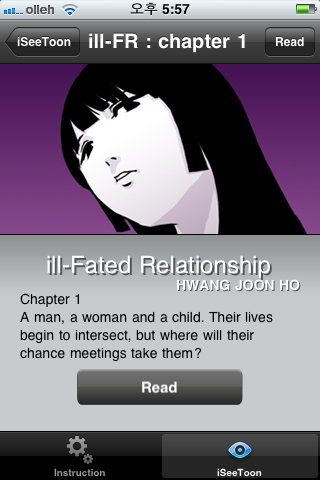 olleh 오후 5:57
iSeeToon ill-FR : chapter 1 Read
ill-Fated Relationship
HWANG JOON HO
Chapter 1
A man, a woman and a child. Their lives
begin to intersect, but where will their
chance meetings take them?
Read
Instruction iSeeToon